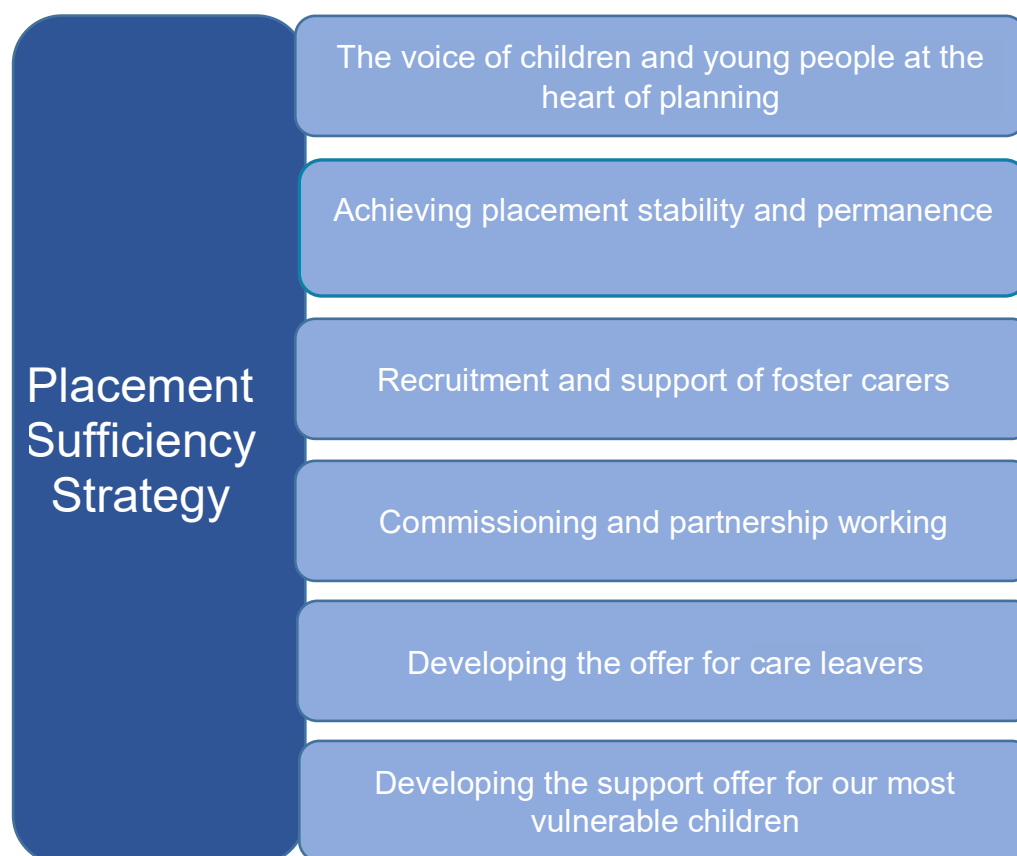 Placement
Sufficiency
Strategy
The voice of children and young people at the
heart of planning
Achieving placement stability and permanence
Recruitment and support of foster carers
Commissioning and partnership working
Developing the offer for care leavers
Developing the support offer for our most
vulnerable children